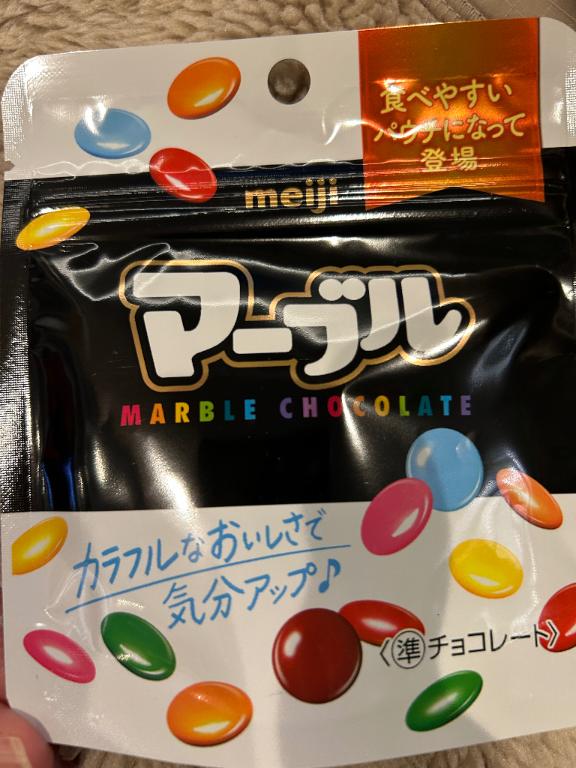 食べやすい
パウチになって
登場
meiji
マーブル
MARBLE CHOCOLATE
カラフルなおいしさで
気分アップ♪
〈㊟チョコレート〉